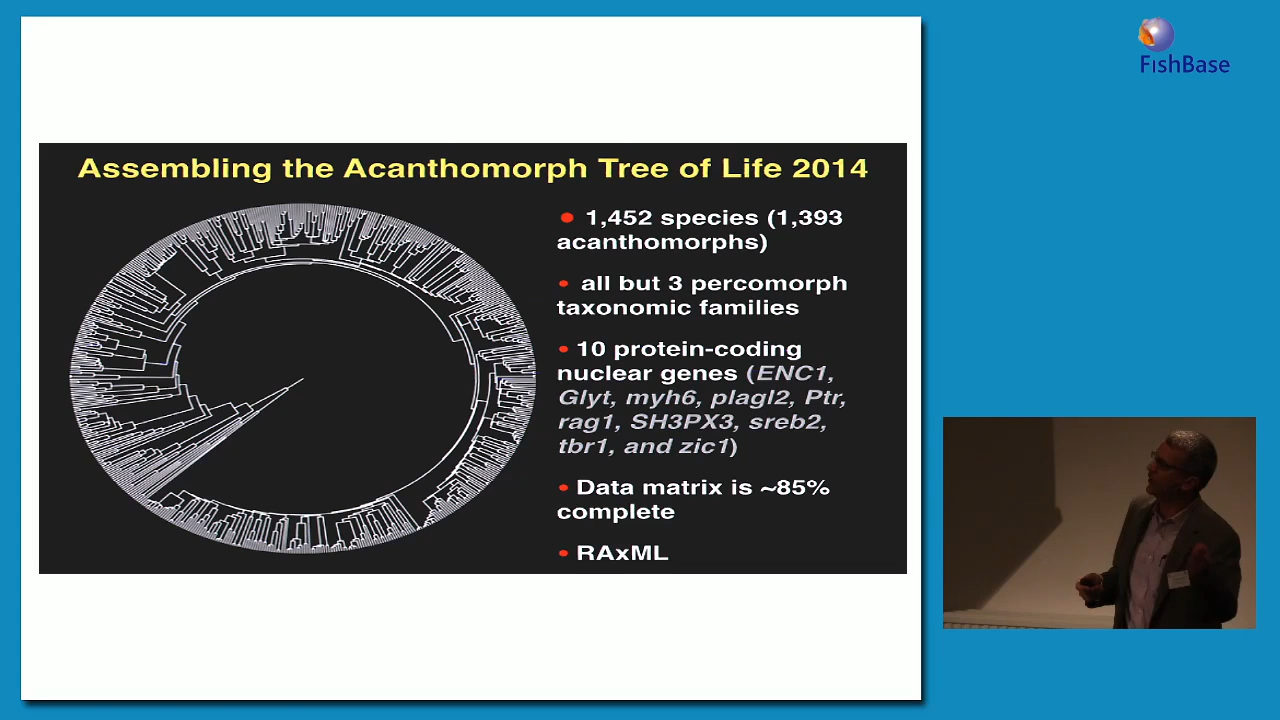 FishBase
Assembling the Acanthomorph Tree of Life 2014
• 1,452 species (1,393
acanthomorphs)
• all but 3 percomorph
taxonomic families
• 10 protein-coding
nuclear genes (ENC1,
Glyt, myh6, plagl2, Ptr,
rag1, SH3PX3, sreb2,
tbr1, and zic1)
• Data matrix is ~85%
complete
• RAxML